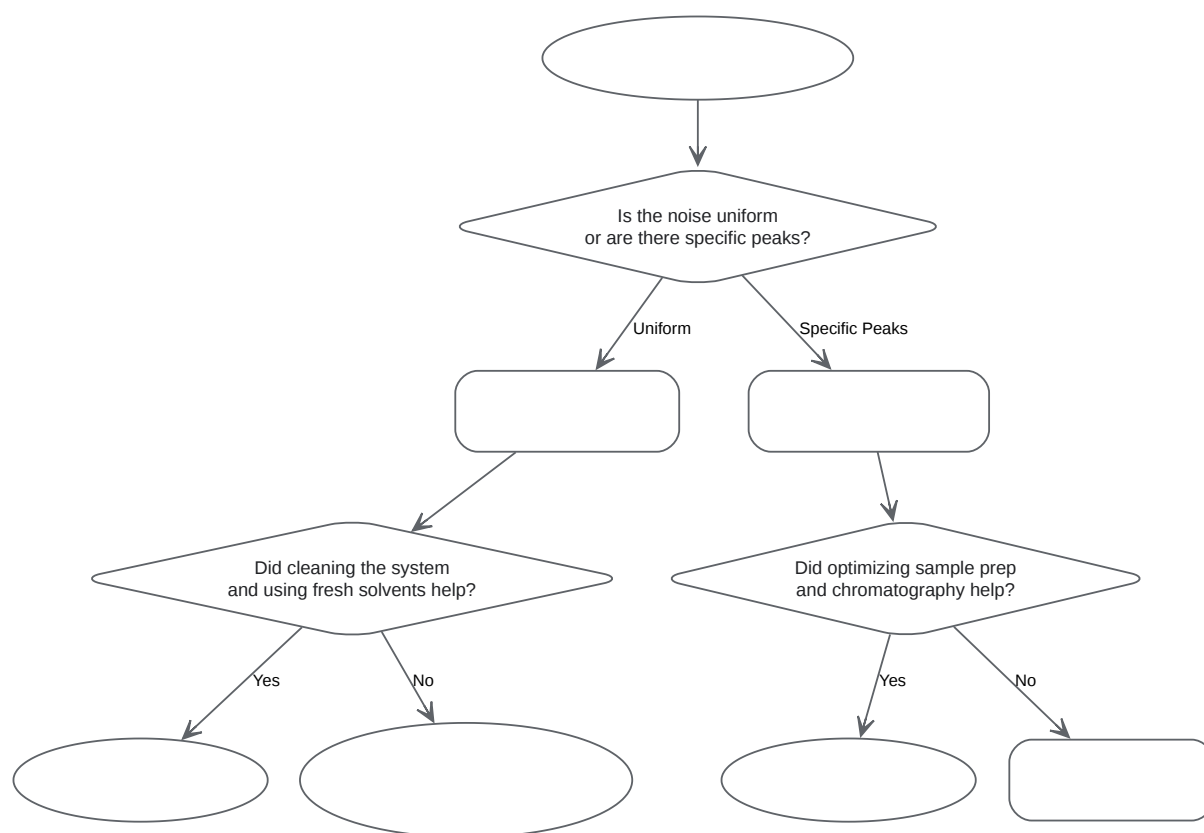 Is the noise uniform
or are there specific peaks?
Uniform
Specific Peaks
Did cleaning the system
and using fresh solvents help?
Did optimizing sample prep
and chromatography help?
Yes
No
Yes
No